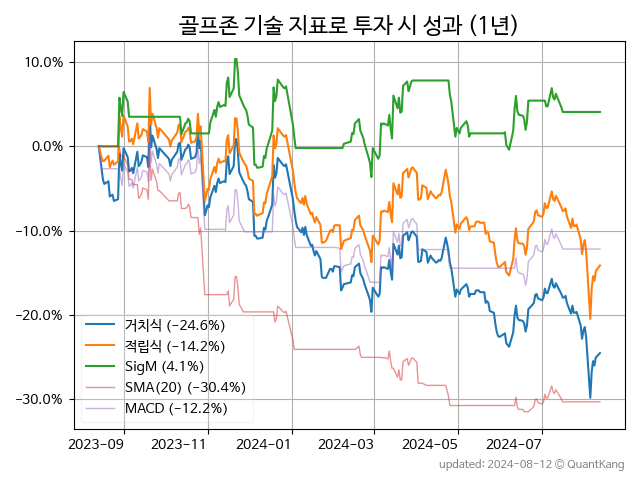 골프존 기술 지표로 투자 시 성과 (1년)
10.0%
0.0%
−10.0%
−20.0%
−30.0%
거치식 (−24.6%)
적립식 (−14.2%)
SigM (4.1%)
SMA(20) (−30.4%)
MACD (−12.2%)
2023−09 2023−11 2024−01 2024−03 2024−05 2024−07
updated: 2024-08-12 © QuantKang